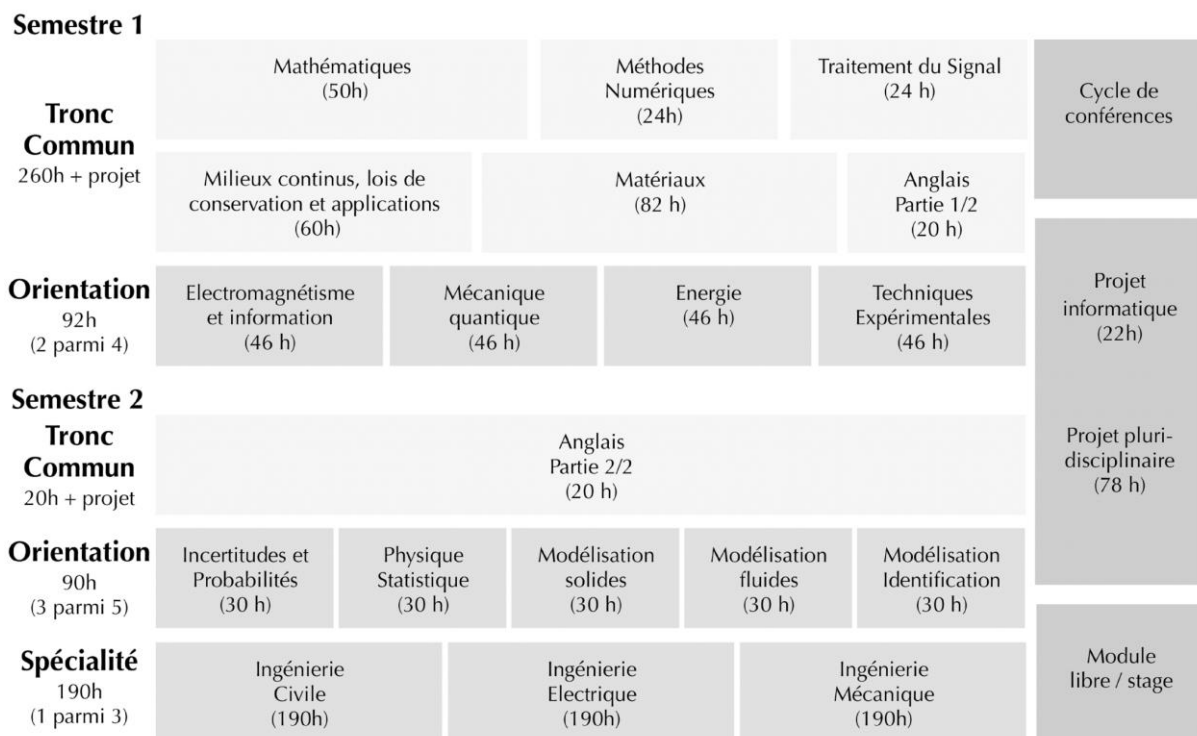 Semestre 1
Tronc
Commun
260h + projet
Mathématiques
(50h)
Méthodes
Numériques
(24h)
Traitement du Signal
(24 h)
Milieux continus, lois de
conservation et applications
(60h)
Matériaux
(82 h)
Anglais
Partie 1/2
(20 h)
Cycle de
conférences
Orientation
92h
(2 parmi 4)
Electromagnétisme
et information
(46 h)
Mécanique
quantique
(46 h)
Energie
(46 h)
Techniques
Expérimentales
(46 h)
Projet
informatique
(22h)
Semestre 2
Tronc
Commun
20h + projet
Anglais
Partie 2/2
(20 h)
Projet pluri-
disciplinaire
(78 h)
Orientation
90h
(3 parmi 5)
Incertitudes et
Probabilités
(30 h)
Physique
Statistique
(30 h)
Modélisation
solides
(30 h)
Modélisation
fluides
(30 h)
Modélisation
Identification
(30 h)
Spécialité
190h
(1 parmi 3)
Ingénierie
Civile
(190h)
Ingénierie
Electrique
(190h)
Ingénierie
Mécanique
(190h)
Module
libre / stage